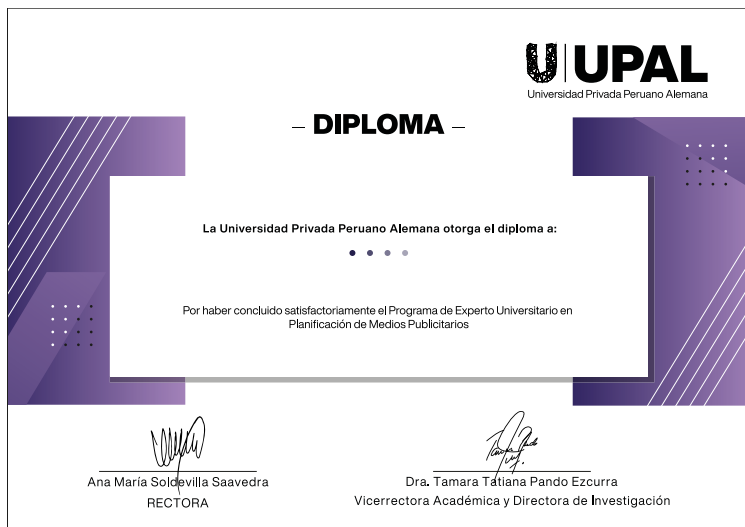 UPAL
Universidad Privada Peruano Alemana
– DIPLOMA –
La Universidad Privada Peruano Alemana otorga el diploma a:
Por haber concluido satisfactoriamente el Programa de Experto Universitario en
Planificación de Medios Publicitarios
Ana María Soldevilla Saavedra
RECTORA
Dra. Tamara Tatiana Pando Ezcurra
Vicerrectora Académica y Directora de Investigación